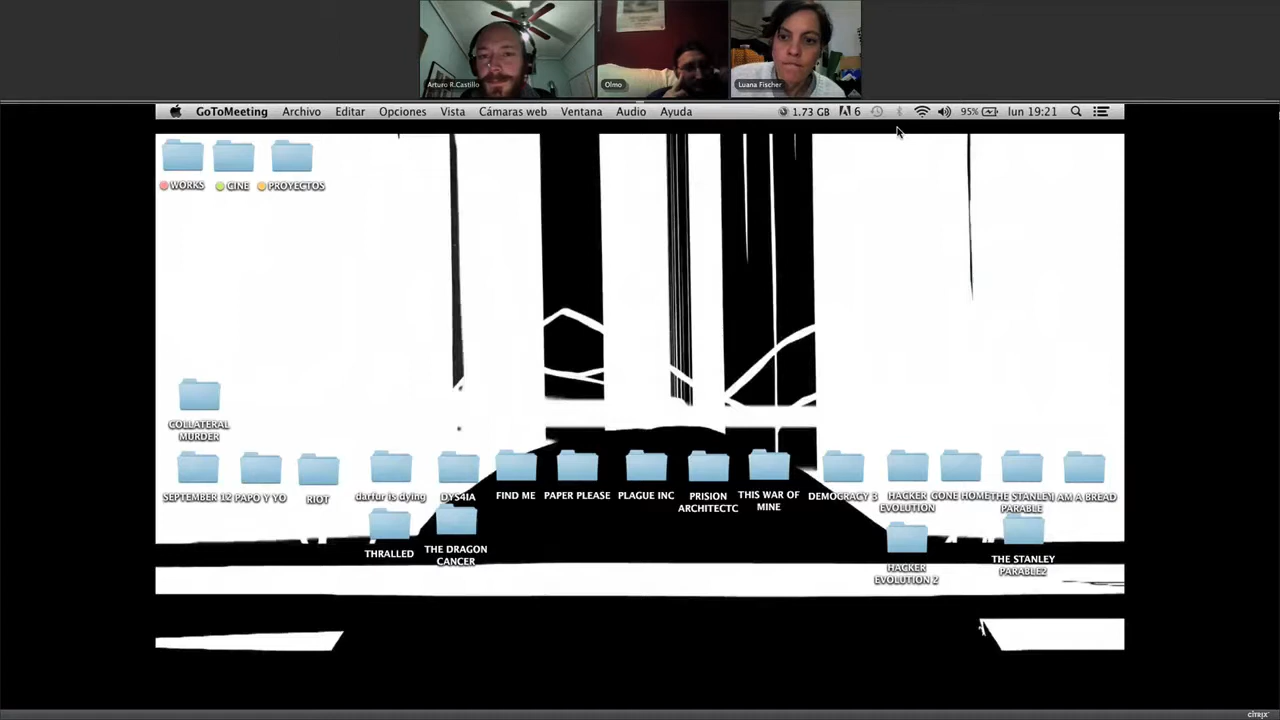 Arturo R.Castillo
Olmo
Luana Fischer
GoToMeeting Archivo Editar Opciones Vista Cámaras web Ventana Audio Ayuda 1.73 GB 6 95% lun 19:21
WORKS CINE PROYECTOS
COLLATERAL
MURDER
SEPTEMBER 12 PAPO Y YO RIOT darfur is dying DYS4IA FIND ME PAPER PLEASE PLAGUE INC PRISION
ARCHITECTC THIS WAR OF
MINE DEMOCRACY 3 HACKER
EVOLUTION GONE HOME THE STANLEY
PARABLE I AM A BREAD
THRALLED THE DRAGON
CANCER HACKER
EVOLUTION 2 THE STANLEY
PARABLE2
CITRIX